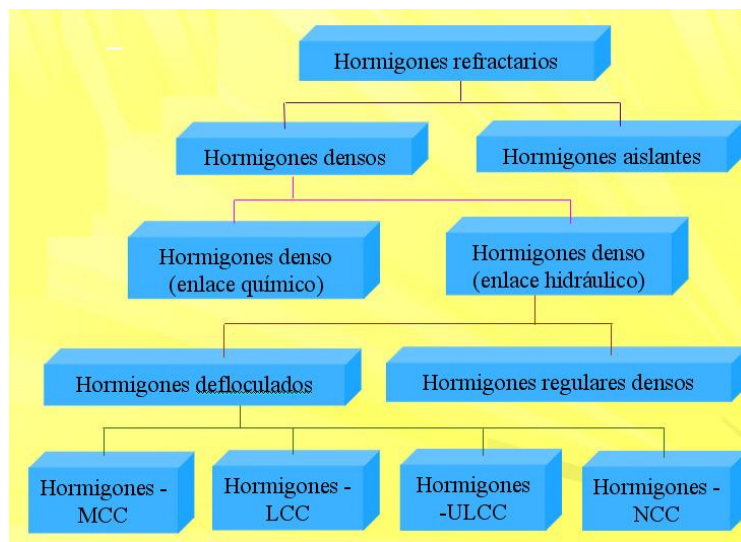 Hormigones refractarios
Hormigones densos
Hormigones aislantes
Hormigones denso
(enlace químico)
Hormigones denso
(enlace hidráulico)
Hormigones defloculados
Hormigones regulares densos
Hormigones -
MCC
Hormigones -
LCC
Hormigones
-ULCC
Hormigones -
NCC